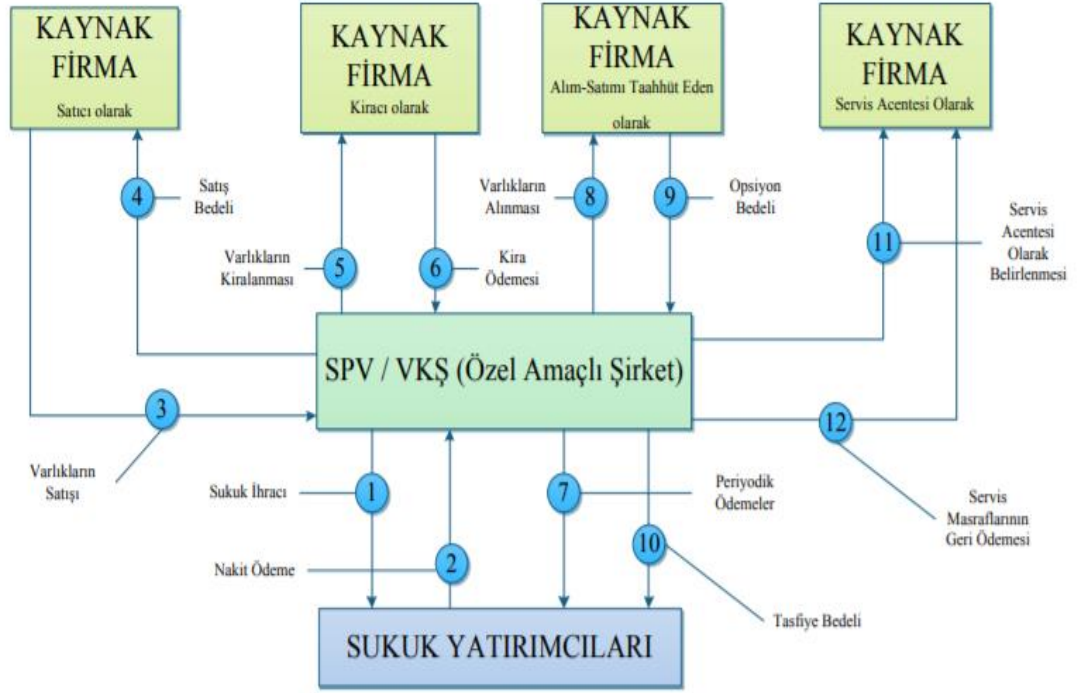 KAYNAK
FİRMA
Satıcı olarak
KAYNAK
FİRMA
Kiracı olarak
KAYNAK
FİRMA
Alım-Satımı Taahhüt Eden
olarak
KAYNAK
FİRMA
Servis Acentesi Olarak
4
Satış
Bedeli
Varlıkların
Kiralanması
5
6
Kira
Ödemesi
Varlıkların
Alınması
8
9
Opsiyon
Bedeli
11
Servis
Acentesi
Olarak
Belirlenmesi
SPV / VKŞ (Özel Amaçlı Şirket)
3
Varlıkların
Satışı
12
Servis
Masraflarının
Geri Ödemesi
Sukuk İhracı
1
Nakit Ödeme
2
7
Periyodik
Ödemeler
10
Tasfiye Bedeli
SUKUK YATIRIMCILARI